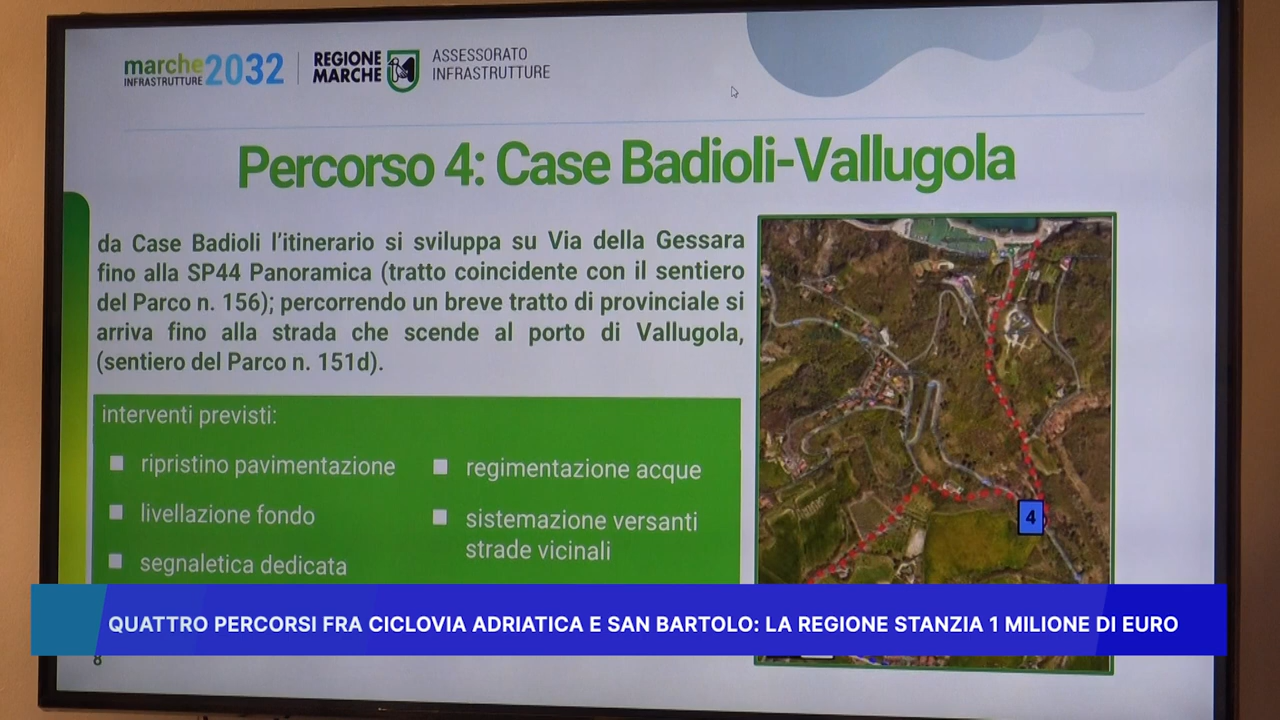 marche 2032
INFRASTRUTTURE
REGIONE
MARCHE
ASSESSORATO
INFRASTRUTTURE
Percorso 4: Case Badioli-Vallugola
da Case Badioli l'itinerario si sviluppa su Via della Gessara
fino alla SP44 Panoramica (tratto coincidente con il sentiero
del Parco n. 156); percorrendo un breve tratto di provinciale si
arriva fino alla strada che scende al porto di Vallugola,
(sentiero del Parco n. 151d).
interventi previsti:
ripristino pavimentazione
livellazione fondo
segnaletica dedicata
regimentazione acque
sistemazione versanti
strade vicinali
4
QUATTRO PERCORSI FRA CICLOVIA ADRIATICA E SAN BARTOLO: LA REGIONE STANZIA 1 MILIONE DI EURO
8